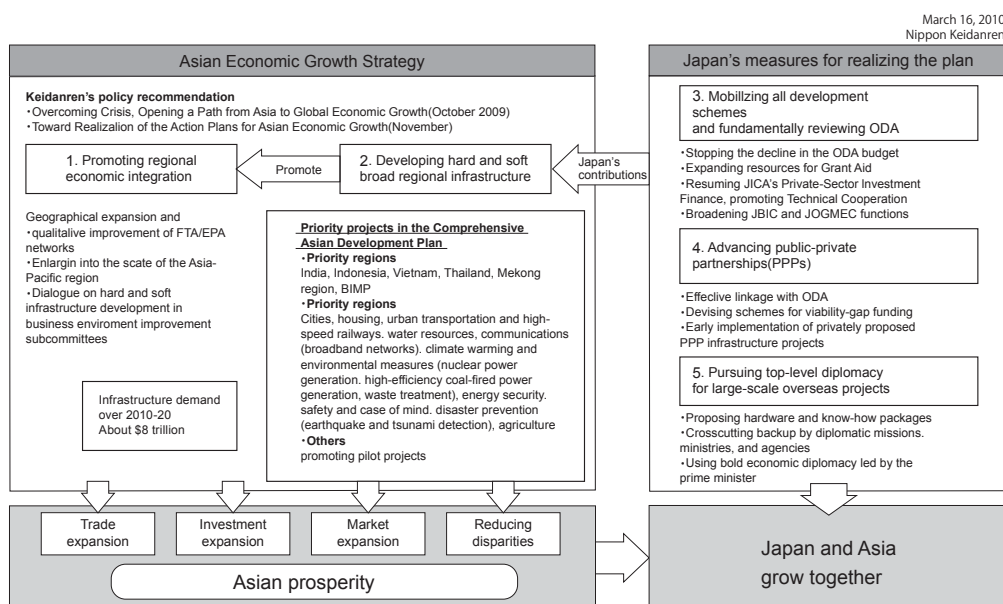 March 16, 2010
Nippon Keidanren
Asian Economic Growth Strategy
Keidanren's policy recommendation
・Overcoming Crisis, Opening a Path from Asia to Global Economic Growth(October 2009)
・Toward Realizalion of the Action Plans for Asian Economic Growth(November)
1. Promoting regional
economic integration
Promote
2. Developing hard and soft
broad regional infrastructure
Japan's
contributions
Geographical expansion and
・qualitative improvement of FTA/EPA
networks
・Enlargin into the scate of the Asia-
Pacific region
・Dialogue on hard and soft
infrastructure development in
business enviroment improvement
subcommittees
Infrastructure demand
over 2010-20
About $8 trillion
Priority projects in the Comprehensive
Asian Development Plan
・Priority regions
India, Indonesia, Vietnam, Thailand, Mekong
region, BIMP
・Priority regions
Cities, housing, urban transportation and high-
speed railways. water resources, communications
(broadband networks). climate warming and
environmental measures (nuclear power
generation. high-efficiency coal-fired power
generation, waste treatment), energy security.
safety and case of mind. disaster prevention
(earthquake and tsunami detection), agriculture
・Others
promoting pilot projects
Japan's measures for realizing the plan
3. Mobillzing all development
schemes
and fundamentally reviewing ODA
・Stopping the decline in the ODA budget
・Expanding resources for Grant Aid
・Resuming JICA's Private-Sector Investment
Finance, promoting Technical Cooperation
・Broadening JBIC and JOGMEC functions
4. Advancing public-private
partnerships(PPPs)
・Effeclive linkage with ODA
・Devising schemes for viability-gap funding
・Early implementation of privately proposed
PPP infrastructure projects
5. Pursuing top-level diplomacy
for large-scale overseas projects
・Proposing hardware and know-how packages
・Crosscutting backup by diplomatic missions.
ministries, and agencies
・Using bold economic diplomacy led by the
prime minister
Trade
expansion
Investment
expansion
Market
expansion
Reducing
disparities
Asian prosperity
Japan and Asia
grow together